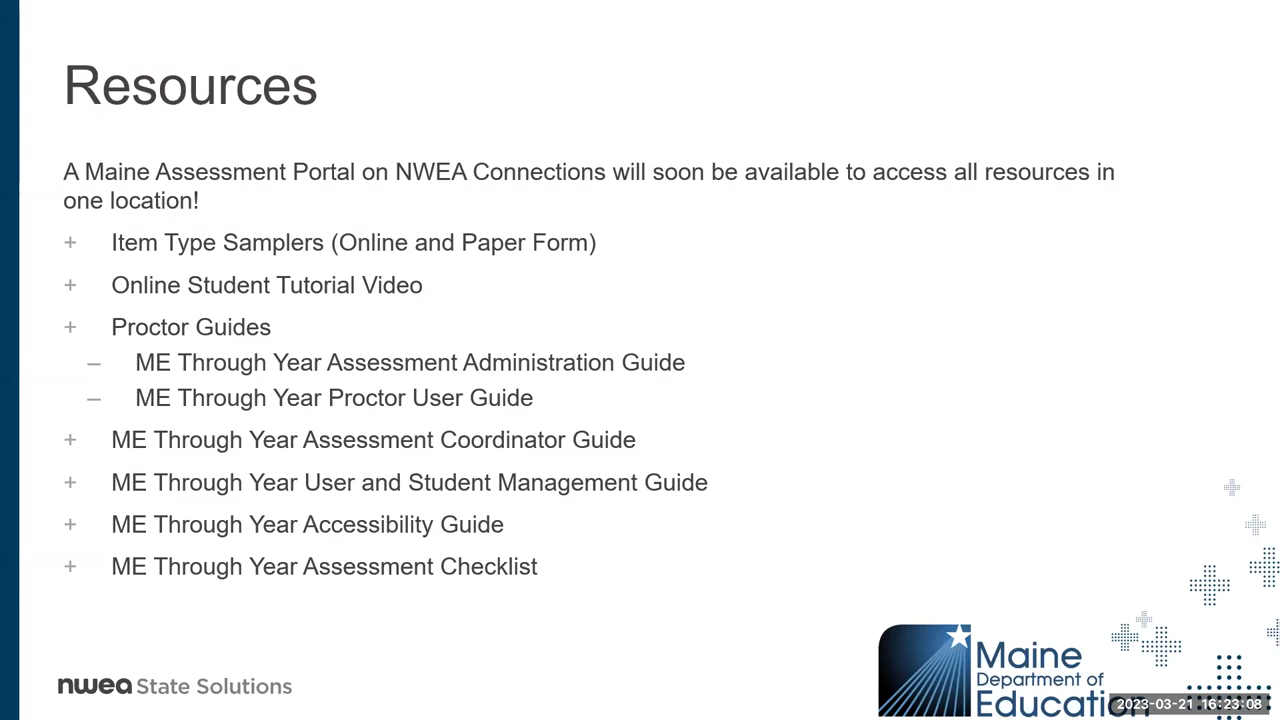 Resources
A Maine Assessment Portal on NWEA Connections will soon be available to access all resources in
one location!
+ Item Type Samplers (Online and Paper Form)
+ Online Student Tutorial Video
+ Proctor Guides
– ME Through Year Assessment Administration Guide
– ME Through Year Proctor User Guide
+ ME Through Year Assessment Coordinator Guide
+ ME Through Year User and Student Management Guide
+ ME Through Year Accessibility Guide
+ ME Through Year Assessment Checklist
nwea State Solutions
Maine
Department of
Education
2023-03-21 16:23:08